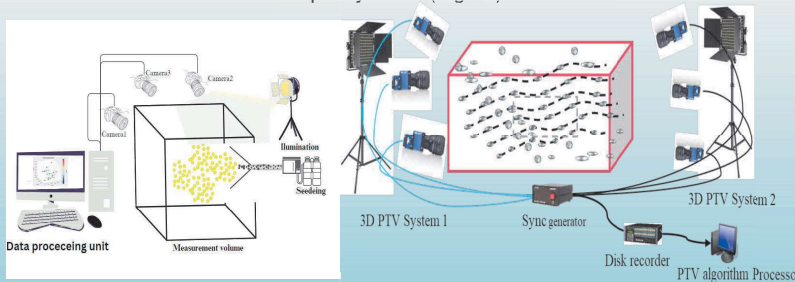 Camera3
Camera2
Camera1
Ilumination
Seedeing
Data proceceing unit
Measurement volume
3D PTV System 1
Sync generator
3D PTV System 2
Disk recorder
PTV algorithm Processo